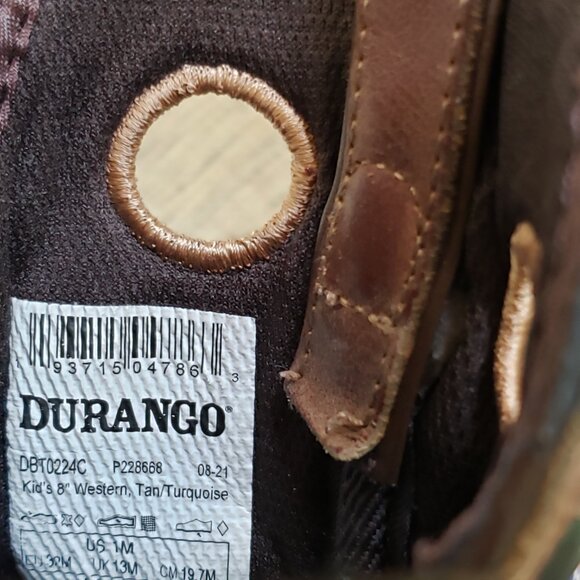 1 93715 04786 3
DURANGO®
DBT0224C P228668 08-21
Kid's 8" Western, Tan/Turquoise
US 1M
UK 13M CM 19.7M